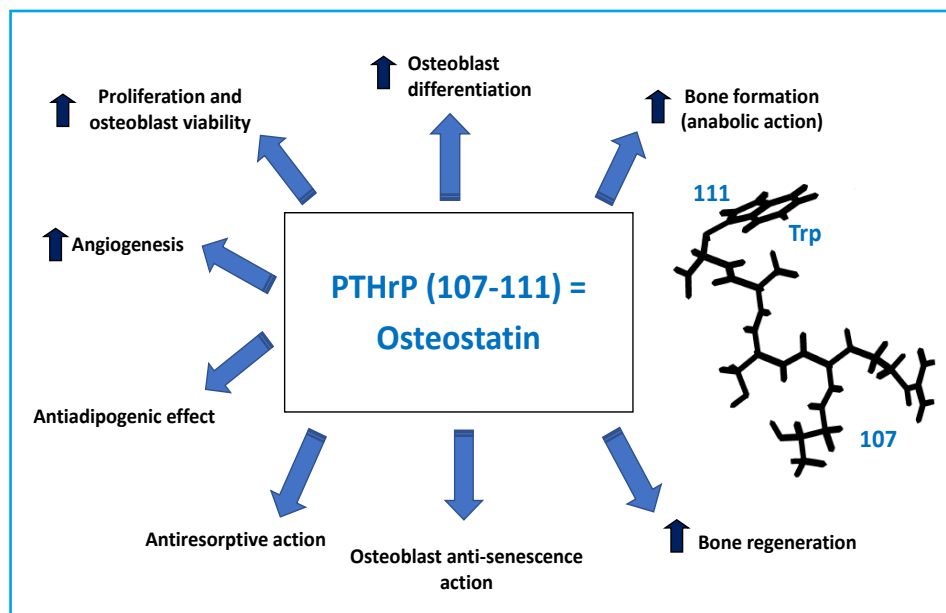 Osteoblast
differentiation
Proliferation and
osteoblast viability
Bone formation
(anabolic action)
111
Trp
Angiogenesis
PTHrP (107-111) =
Osteostatin
Antiadipogenic effect
107
Antiresorptive action
Osteoblast anti-senescence
action
Bone regeneration